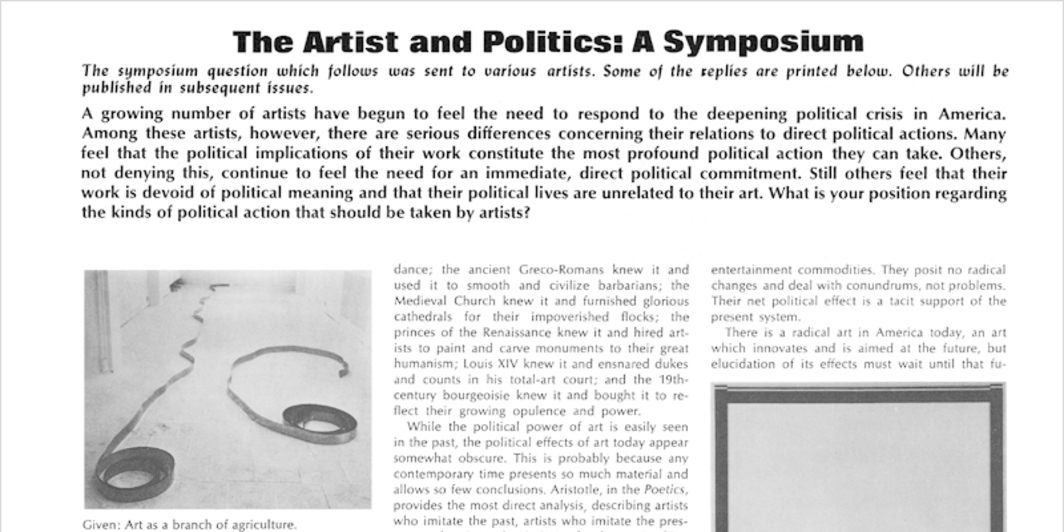 The Artist and Politics: A Symposium
The symposium question which follows was sent to various artists. Some of the replies are printed below. Others will be
published in subsequent issues.
A growing number of artists have begun to feel the need to respond to the deepening political crisis in America.
Among these artists, however, there are serious differences concerning their relations to direct political actions. Many
feel that the political implications of their work constitute the most profound political action they can take. Others,
not denying this, continue to feel the need for an immediate, direct political commitment. Still others feel that their
work is devoid of political meaning and that their political lives are unrelated to their art. What is your position regarding
the kinds of political action that should be taken by artists?
Given: Art as a branch of agriculture.
dance; the ancient Greco-Romans knew it and
used it to smooth and civilize barbarians; the
Medieval Church knew it and furnished glorious
cathedrals for their impoverished flocks; the
princes of the Renaissance knew it and hired art-
ists to paint and carve monuments to their great
humanism; Louis XIV knew it and ensnared dukes
and counts in his total-art court; and the 19th-
century bourgeoisie knew it and bought it to re-
flect their growing opulence and power.
While the political power of art is easily seen
in the past, the political effects of art today appear
somewhat obscure. This is probably because any
contemporary time presents so much material and
allows so few conclusions. Aristotle, in the Poetics,
provides the most direct analysis, describing artists
who imitate the past, artists who imitate the pres-
entertainment commodities. They posit no radical
changes and deal with conundrums, not problems.
Their net political effect is a tacit support of the
present system.
There is a radical art in America today, an art
which innovates and is aimed at the future, but
elucidation of its effects must wait until that fu-